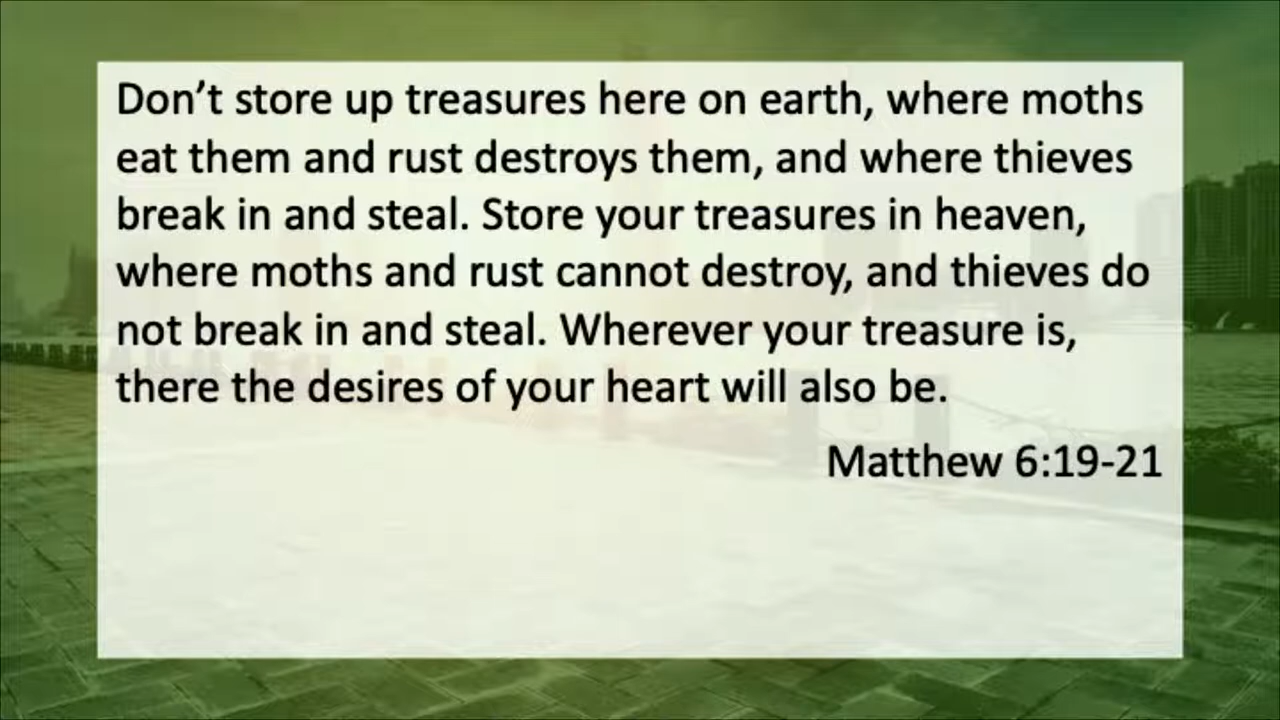 Don’t store up treasures here on earth, where moths
eat them and rust destroys them, and where thieves
break in and steal. Store your treasures in heaven,
where moths and rust cannot destroy, and thieves do
not break in and steal. Wherever your treasure is,
there the desires of your heart will also be.
Matthew 6:19-21